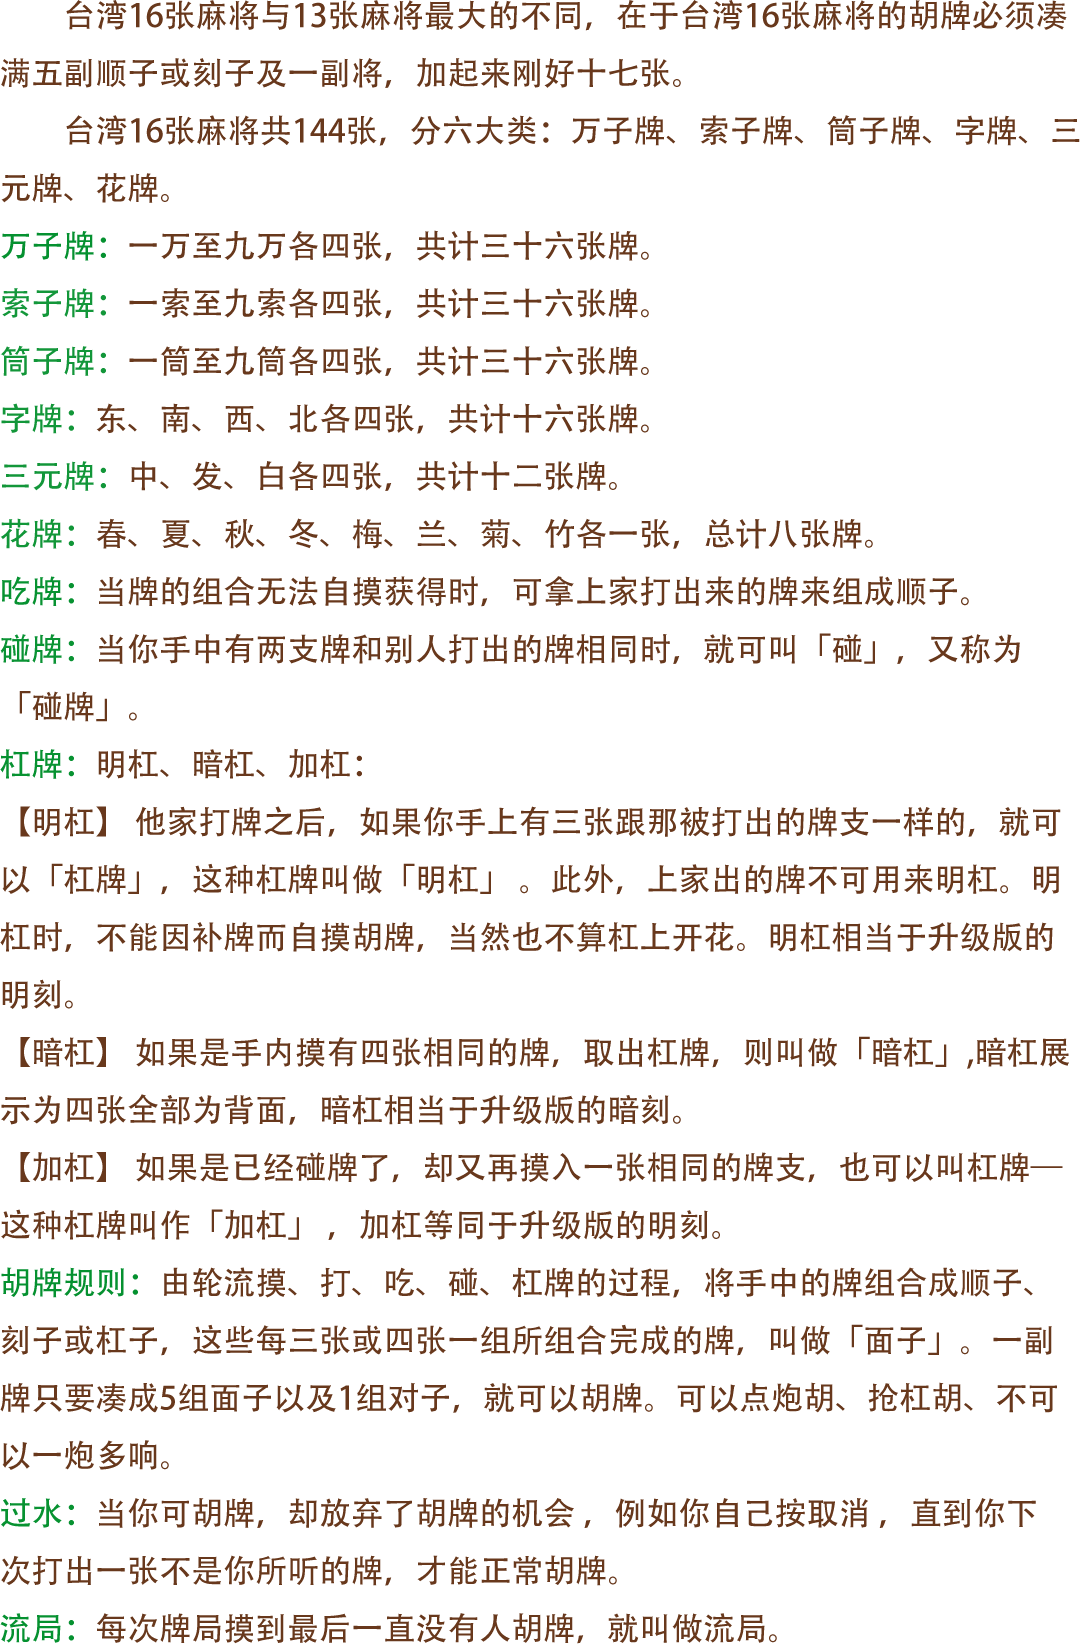 台湾16张麻将与13张麻将最大的不同，在于台湾16张麻将的胡牌必须凑
满五副顺子或刻子及一副将，加起来刚好十七张。
台湾16张麻将共144张，分六大类：万子牌、索子牌、筒子牌、字牌、三
元牌、花牌。
万子牌：一万至九万各四张，共计三十六张牌。
索子牌：一索至九索各四张，共计三十六张牌。
筒子牌：一筒至九筒各四张，共计三十六张牌。
字牌：东、南、西、北各四张，共计十六张牌。
三元牌：中、发、白各四张，共计十二张牌。
花牌：春、夏、秋、冬、梅、兰、菊、竹各一张，总计八张牌。
吃牌：当牌的组合无法自摸获得时，可拿上家打出来的牌来组成顺子。
碰牌：当你手中有两支牌和别人打出的牌相同时，就可叫「碰」，又称为
「碰牌」。
杠牌：明杠、暗杠、加杠：
【明杠】 他家打牌之后，如果你手上有三张跟那被打出的牌支一样的，就可
以「杠牌」，这种杠牌叫做「明杠」 。此外，上家出的牌不可用来明杠。明
杠时，不能因补牌而自摸胡牌，当然也不算杠上开花。明杠相当于升级版的
明刻。
【暗杠】 如果是手内摸有四张相同的牌，取出杠牌，则叫做「暗杠」,暗杠展
示为四张全部为背面，暗杠相当于升级版的暗刻。
【加杠】 如果是已经碰牌了，却又再摸入一张相同的牌支，也可以叫杠牌—
这种杠牌叫作「加杠」 ，加杠等同于升级版的明刻。
胡牌规则：由轮流摸、打、吃、碰、杠牌的过程，将手中的牌组合成顺子、
刻子或杠子，这些每三张或四张一组所组合完成的牌，叫做「面子」。一副
牌只要凑成5组面子以及1组对子，就可以胡牌。可以点炮胡、抢杠胡、不可
以一炮多响。
过水：当你可胡牌，却放弃了胡牌的机会 ，例如你自己按取消 ，直到你下
次打出一张不是你所听的牌，才能正常胡牌。
流局：每次牌局摸到最后一直没有人胡牌，就叫做流局。